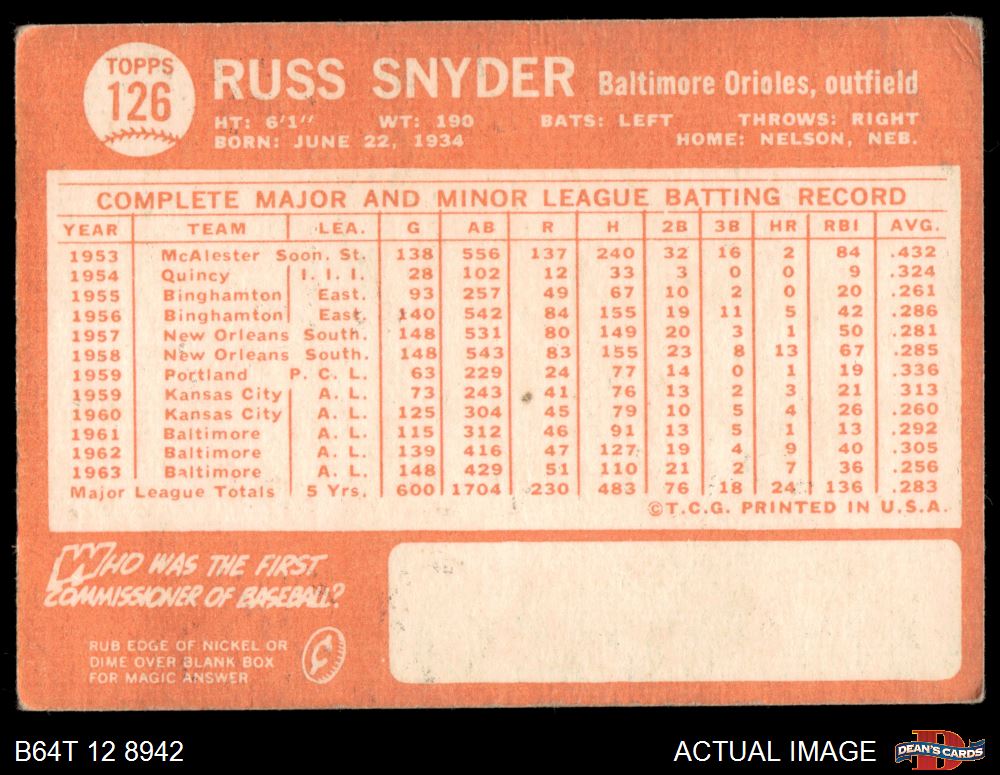 TOPPS
126
RUSS SNYDER Baltimore Orioles, outfield
HT: 6'1" WT: 190 BATS: LEFT THROWS: RIGHT
BORN: JUNE 22, 1934 HOME: NELSON, NEB.
COMPLETE MAJOR AND MINOR LEAGUE BATTING RECORD
YEAR TEAM LEA. G AB R H 2B 3B HR RBI AVG.
1953 McAlester Soon. St. 138 556 137 240 32 16 2 84 .432
1954 Quincy I. I. I. 28 102 12 33 3 0 0 9 .324
1955 Binghamton East. 93 257 49 67 10 2 0 20 .261
1956 Binghamton East. 140 542 84 155 19 11 5 42 .286
1957 New Orleans South. 148 531 80 149 20 3 1 50 .281
1958 New Orleans South. 148 543 83 155 23 8 13 67 .285
1959 Portland P. C. L. 63 229 24 77 14 0 1 19 .336
1959 Kansas City A. L. 73 243 41 76 13 2 3 21 .313
1960 Kansas City A. L. 125 304 45 79 10 5 4 26 .260
1961 Baltimore A. L. 115 312 46 91 13 5 1 13 .292
1962 Baltimore A. L. 139 416 47 127 19 4 9 40 .305
1963 Baltimore A. L. 148 429 51 110 21 2 7 36 .256
Major League Totals 5 Yrs. 600 1704 230 483 76 18 24 136 .283
©T.C.G. PRINTED IN U.S.A.
WHO WAS THE FIRST
COMMISSIONER OF BASEBALL?
RUB EDGE OF NICKEL OR
DIME OVER BLANK BOX
FOR MAGIC ANSWER
B64T 12 8942
ACTUAL IMAGE
DEAN'S CARDS